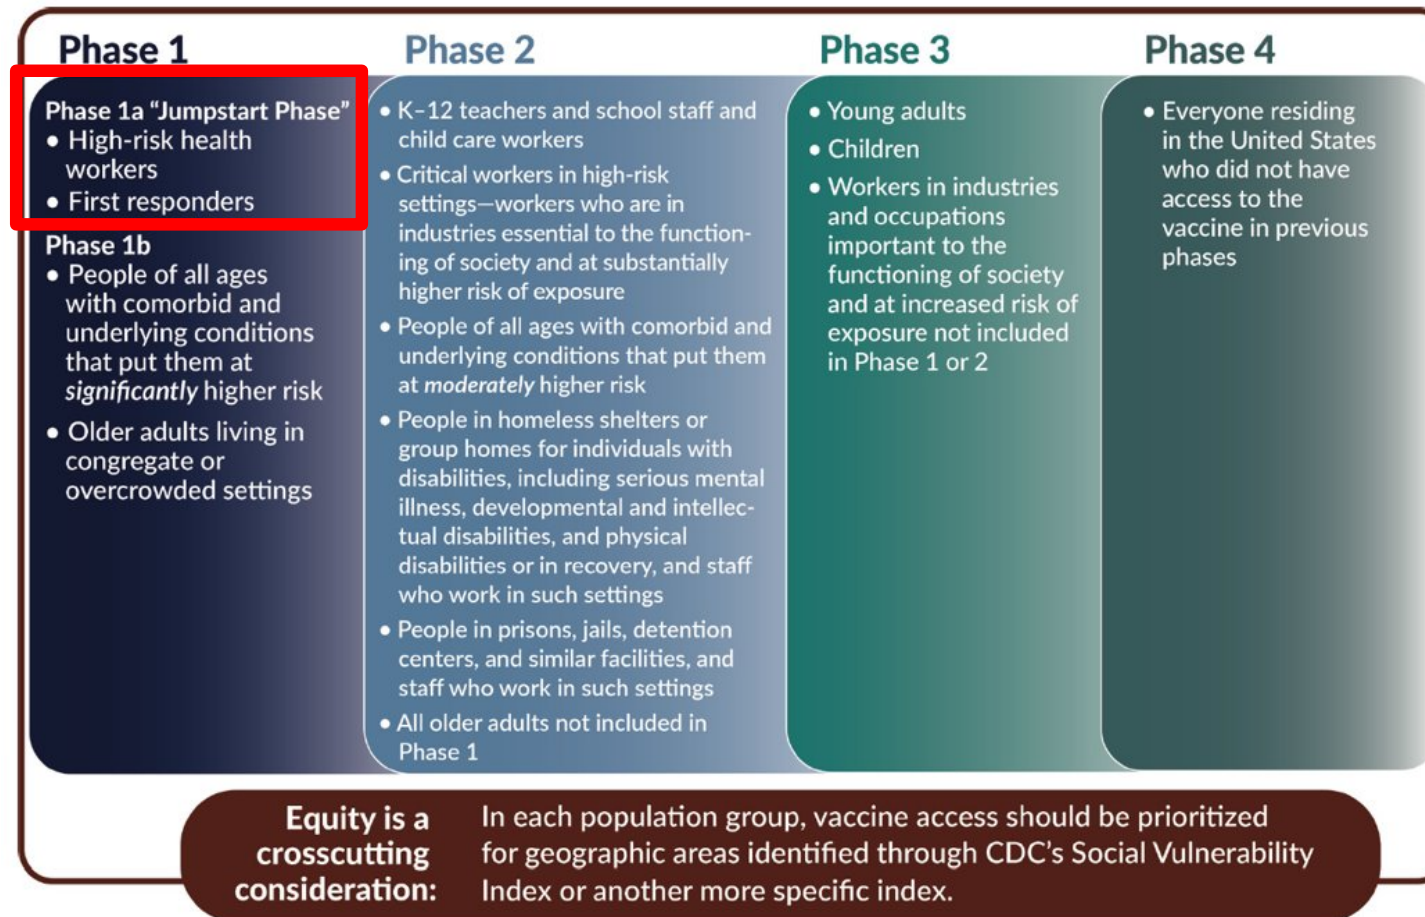 Phase 1
Phase 1a “Jumpstart Phase”
• High-risk health
workers
• First responders
Phase 1b
• People of all ages
with comorbid and
underlying conditions
that put them at
significantly higher risk
• Older adults living in
congregate or
overcrowded settings
Phase 2
• K–12 teachers and school staff and
child care workers
• Critical workers in high-risk
settings—workers who are in
industries essential to the function-
ing of society and at substantially
higher risk of exposure
• People of all ages with comorbid and
underlying conditions that put them
at moderately higher risk
• People in homeless shelters or
group homes for individuals with
disabilities, including serious mental
illness, developmental and intellec-
tual disabilities, and physical
disabilities or in recovery, and staff
who work in such settings
• People in prisons, jails, detention
centers, and similar facilities, and
staff who work in such settings
• All older adults not included in
Phase 1
Phase 3
• Young adults
• Children
• Workers in industries
and occupations
important to the
functioning of society
and at increased risk of
exposure not included
in Phase 1 or 2
Phase 4
• Everyone residing
in the United States
who did not have
access to the
vaccine in previous
phases
Equity is a
crosscutting
consideration:
In each population group, vaccine access should be prioritized
for geographic areas identified through CDC’s Social Vulnerability
Index or another more specific index.